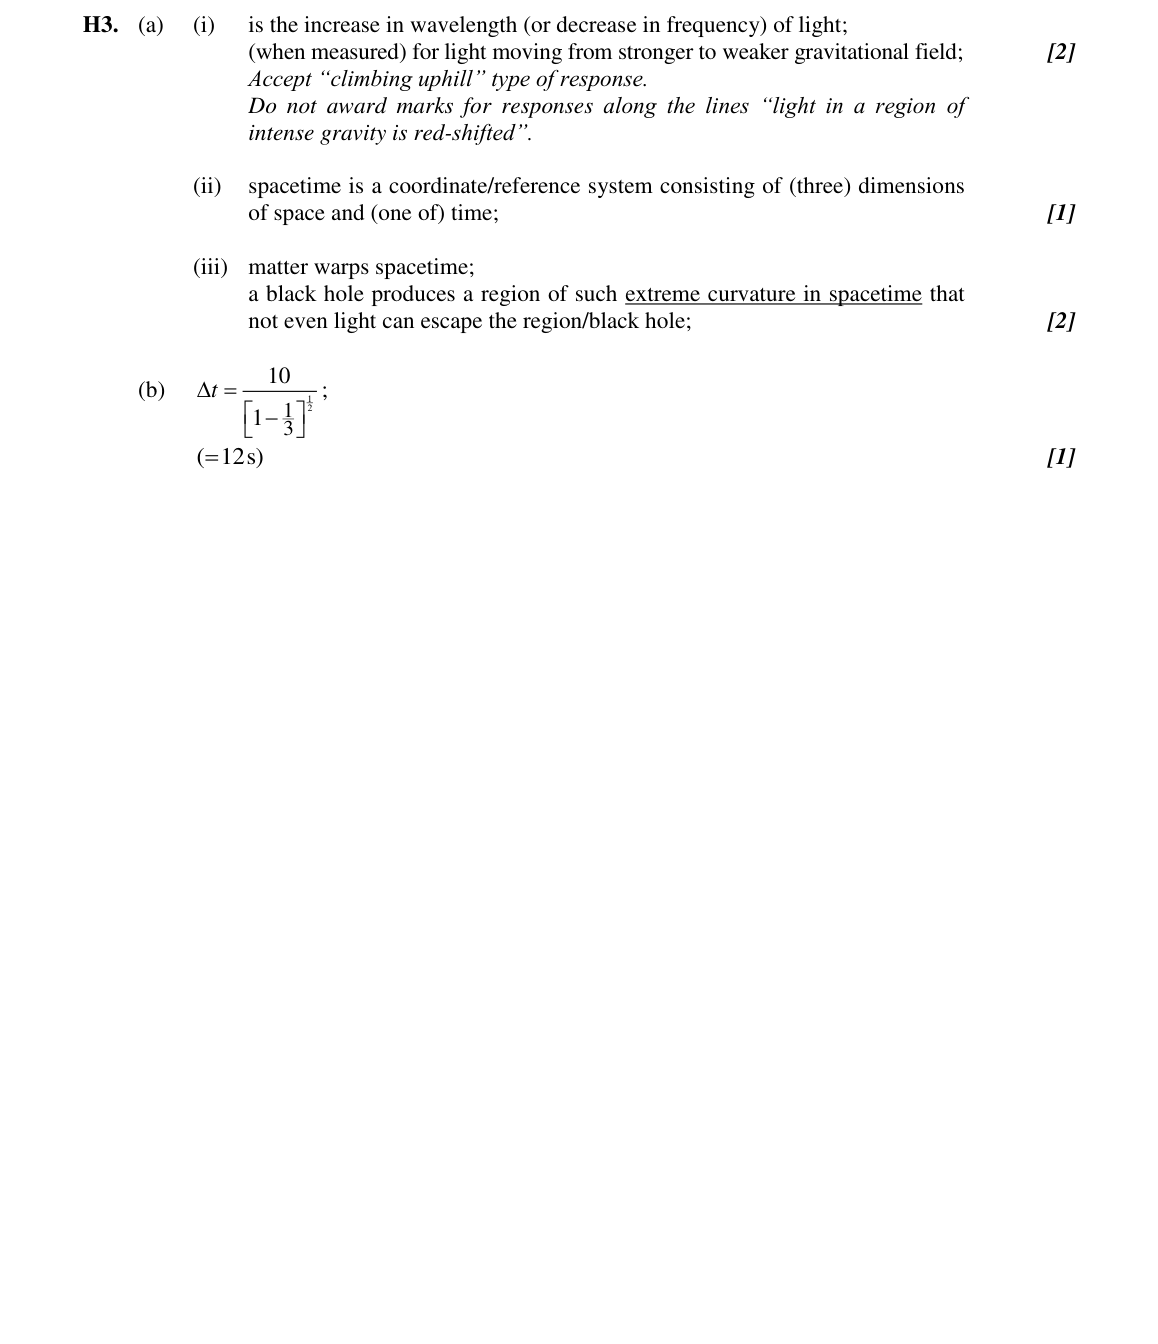 H3. (a) (i) is the increase in wavelength (or decrease in frequency) of light;
(when measured) for light moving from stronger to weaker gravitational field; [2]
Accept “climbing uphill” type of response.
Do not award marks for responses along the lines “light in a region of
intense gravity is red-shifted”.
(ii) spacetime is a coordinate/reference system consisting of (three) dimensions
of space and (one of) time; [1]
(iii) matter warps spacetime;
a black hole produces a region of such extreme curvature in spacetime that
not even light can escape the region/black hole; [2]
(b) Δt = 10 / [1 − 1/3]^{1/2} ;
(=12s) [1]